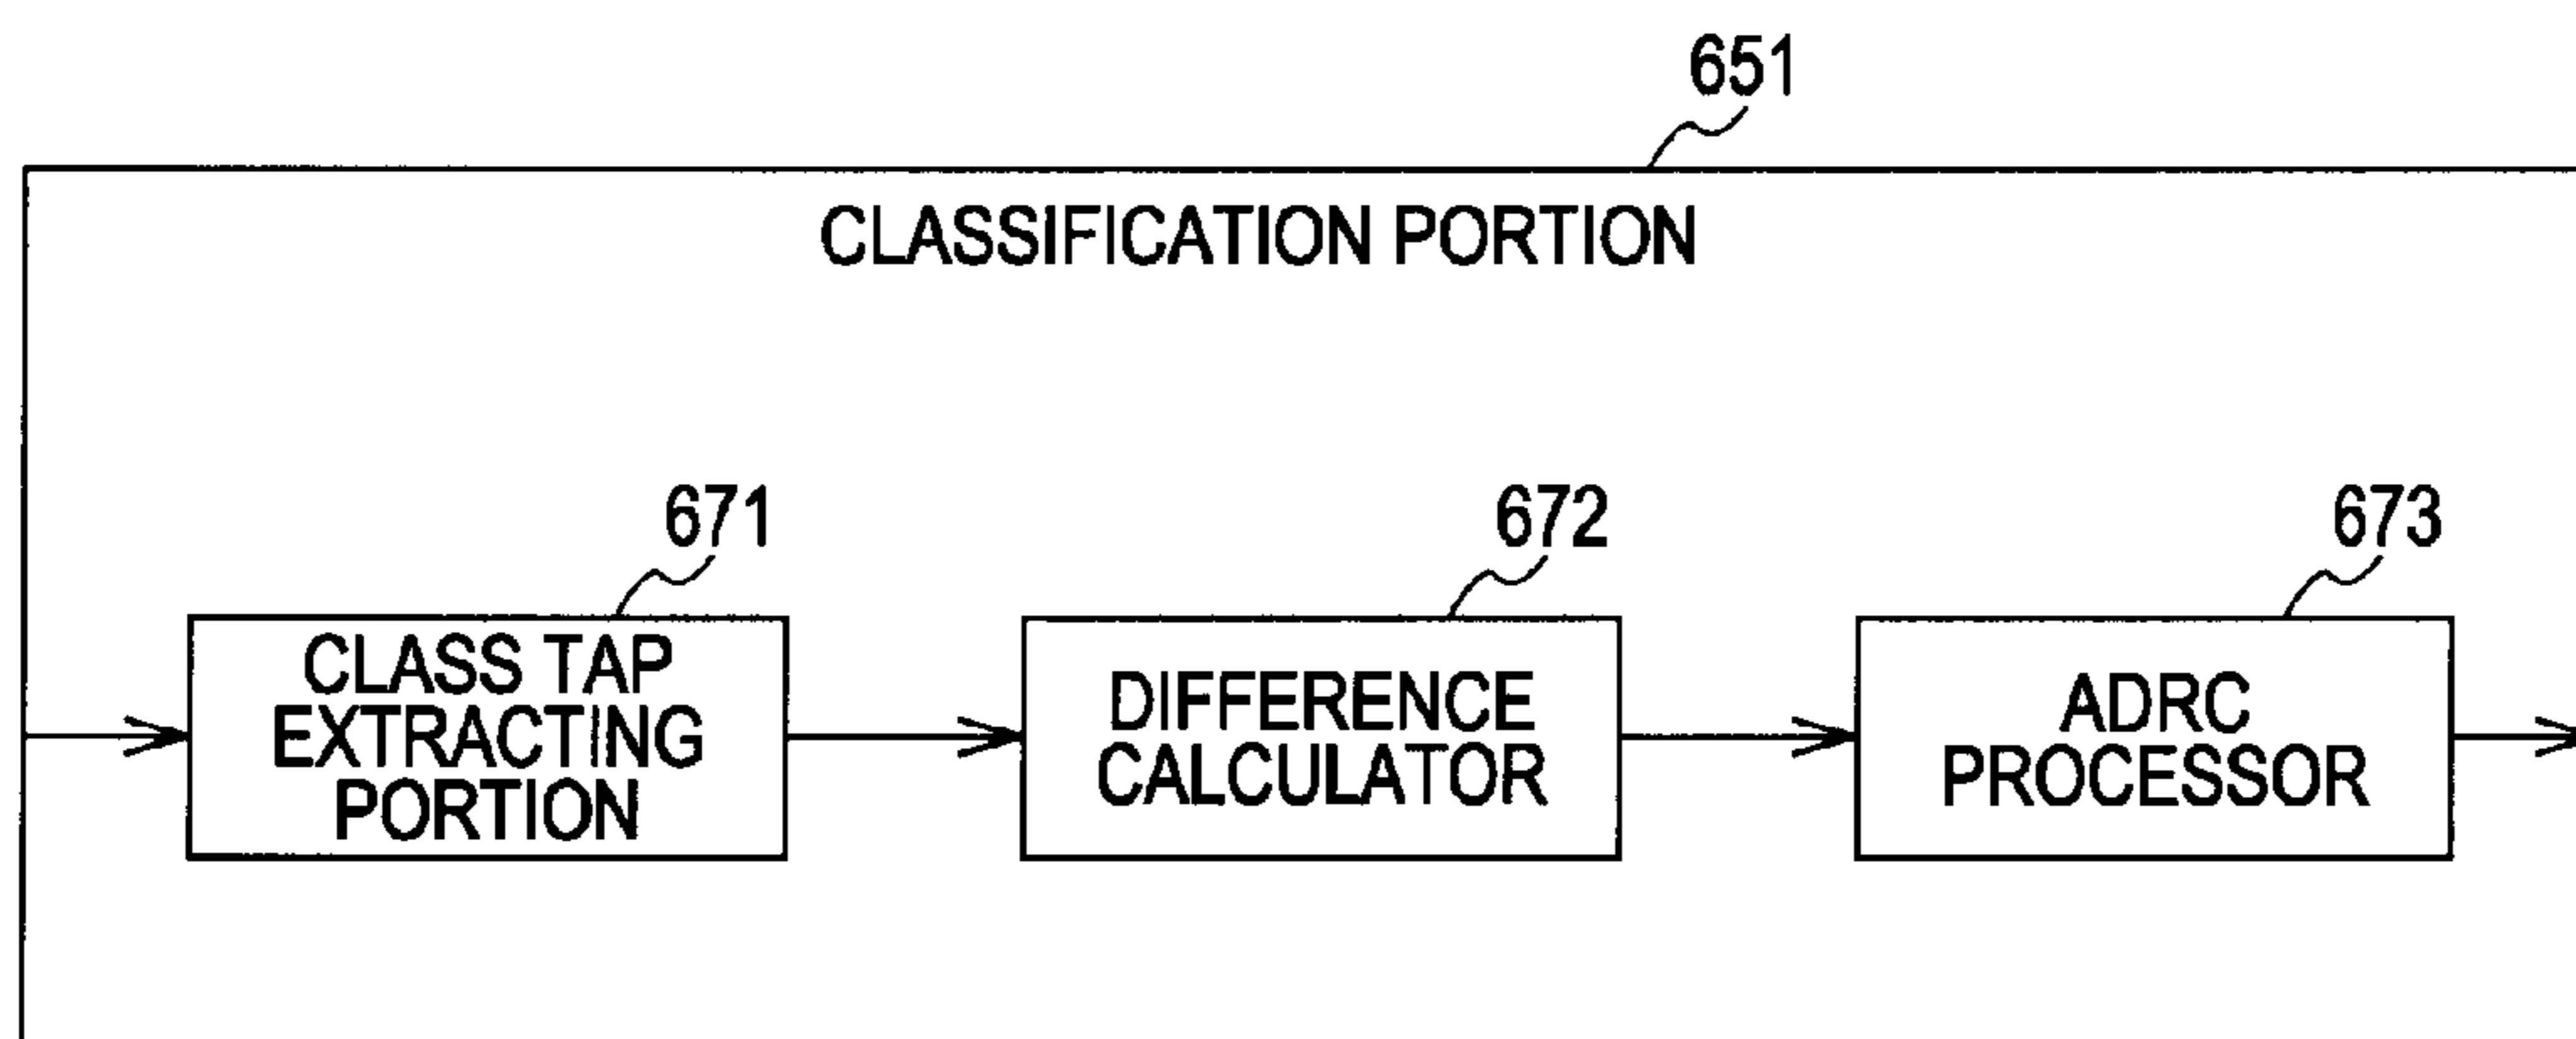 651
CLASSIFICATION PORTION
671
672
673
CLASS TAP
EXTRACTING
PORTION
DIFFERENCE
CALCULATOR
ADRC
PROCESSOR